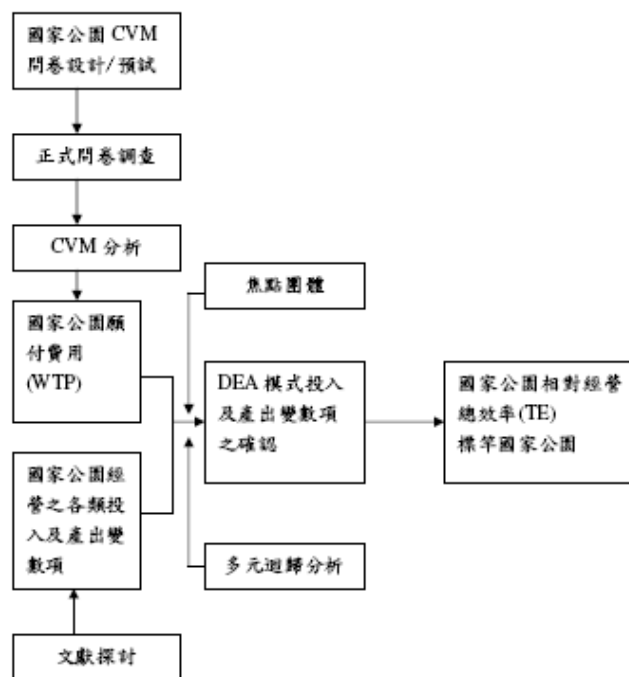 國家公園 CVM
問卷設計/預試
正式問卷調查
CVM 分析
焦點團體
國家公園願
付費用
(WTP)
DEA 模式投入
及產出變數項
之確認
國家公園相對經營
總效率(TE)
標竿國家公園
國家公園經
營之各類投
入及產出變
數項
多元迴歸分析
文獻探討